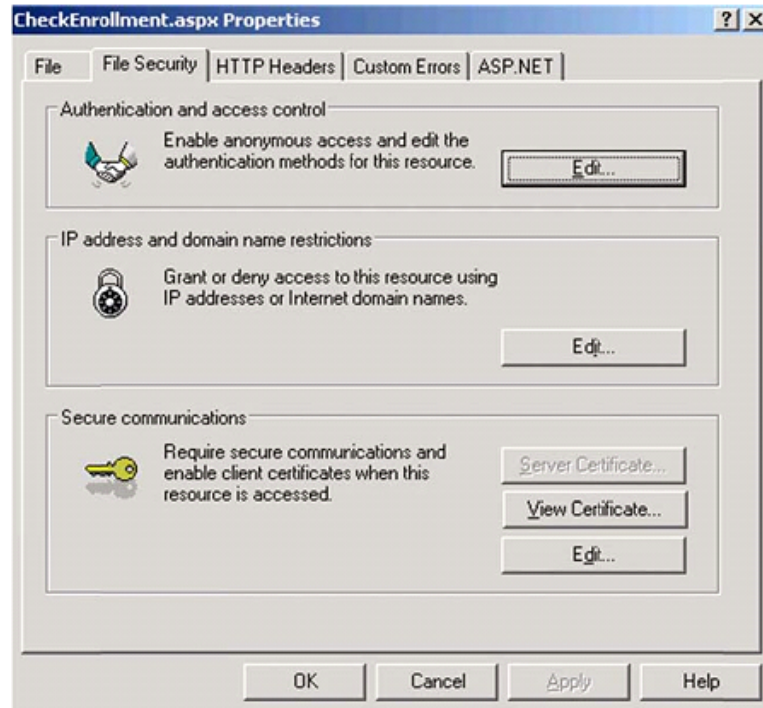 CheckEnrollment.aspx Properties
? X
File File Security HTTP Headers Custom Errors ASP.NET
Authentication and access control
Enable anonymous access and edit the
authentication methods for this resource.
Edit...
IP address and domain name restrictions
Grant or deny access to this resource using
IP addresses or Internet domain names.
Edit...
Secure communications
Require secure communications and
enable client certificates when this
resource is accessed.
Server Certificate...
View Certificate...
Edit...
OK Cancel Apply Help